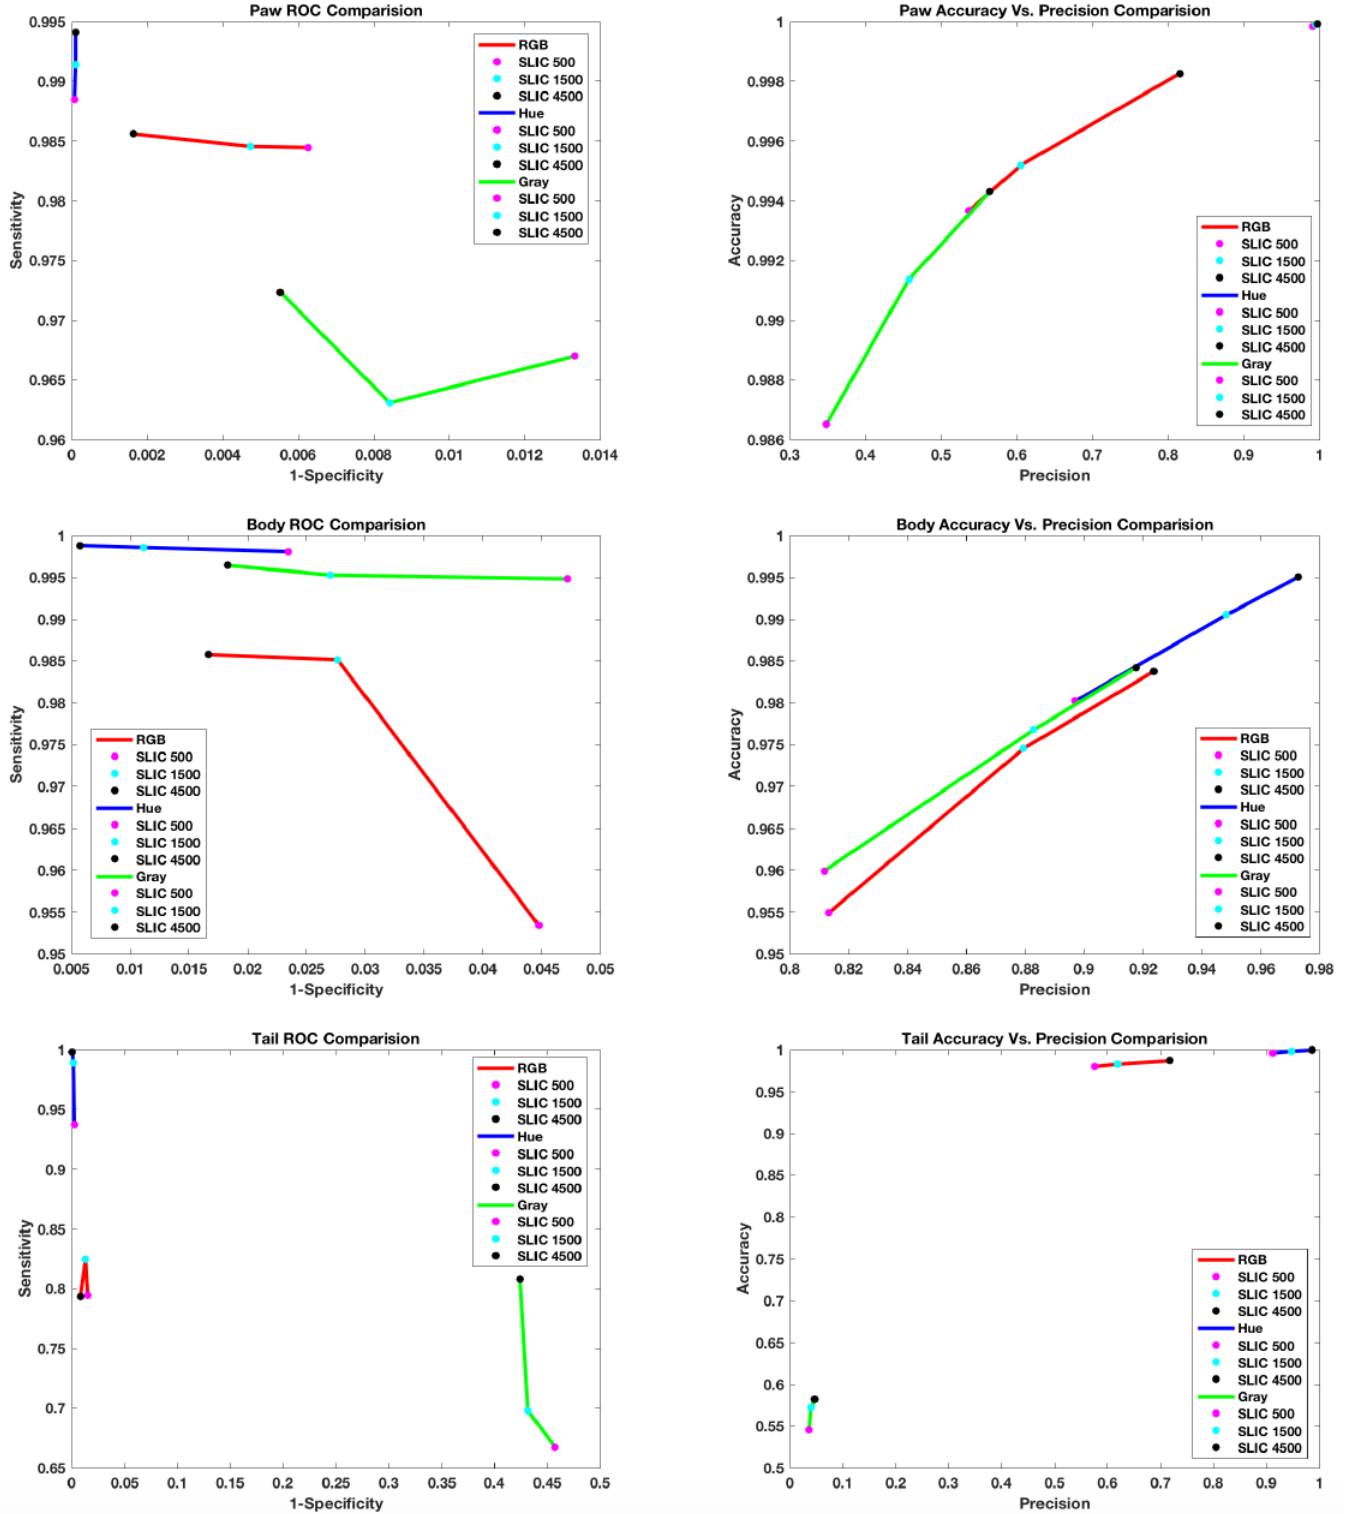 Paw ROC Comparision
0.995
0.99
0.985
0.98
0.975
0.97
0.965
0.96
Sensitivity
0 0.002 0.004 0.006 0.008 0.01 0.012 0.014
1-Specificity
RGB
SLIC 500
SLIC 1500
SLIC 4500
Hue
SLIC 500
SLIC 1500
SLIC 4500
Gray
SLIC 500
SLIC 1500
SLIC 4500
Paw Accuracy Vs. Precision Comparision
1
0.998
0.996
0.994
0.992
0.99
0.988
0.986
Accuracy
0.3 0.4 0.5 0.6 0.7 0.8 0.9 1
Precision
RGB
SLIC 500
SLIC 1500
SLIC 4500
Hue
SLIC 500
SLIC 1500
SLIC 4500
Gray
SLIC 500
SLIC 1500
SLIC 4500
Body ROC Comparision
1
0.995
0.99
0.985
0.98
0.975
0.97
0.965
0.96
0.955
0.95
Sensitivity
0.005 0.01 0.015 0.02 0.025 0.03 0.035 0.04 0.045 0.05
1-Specificity
RGB
SLIC 500
SLIC 1500
SLIC 4500
Hue
SLIC 500
SLIC 1500
SLIC 4500
Gray
SLIC 500
SLIC 1500
SLIC 4500
Body Accuracy Vs. Precision Comparision
1
0.995
0.99
0.985
0.98
0.975
0.97
0.965
0.96
0.955
0.95
Accuracy
0.8 0.82 0.84 0.86 0.88 0.9 0.92 0.94 0.96 0.98
Precision
RGB
SLIC 500
SLIC 1500
SLIC 4500
Hue
SLIC 500
SLIC 1500
SLIC 4500
Gray
SLIC 500
SLIC 1500
SLIC 4500
Tail ROC Comparision
1
0.95
0.9
0.85
0.8
0.75
0.7
0.65
Sensitivity
0 0.05 0.1 0.15 0.2 0.25 0.3 0.35 0.4 0.45 0.5
1-Specificity
RGB
SLIC 500
SLIC 1500
SLIC 4500
Hue
SLIC 500
SLIC 1500
SLIC 4500
Gray
SLIC 500
SLIC 1500
SLIC 4500
Tail Accuracy Vs. Precision Comparision
1
0.95
0.9
0.85
0.8
0.75
0.7
0.65
0.6
0.55
0.5
Accuracy
0 0.1 0.2 0.3 0.4 0.5 0.6 0.7 0.8 0.9 1
Precision
RGB
SLIC 500
SLIC 1500
SLIC 4500
Hue
SLIC 500
SLIC 1500
SLIC 4500
Gray
SLIC 500
SLIC 1500
SLIC 4500